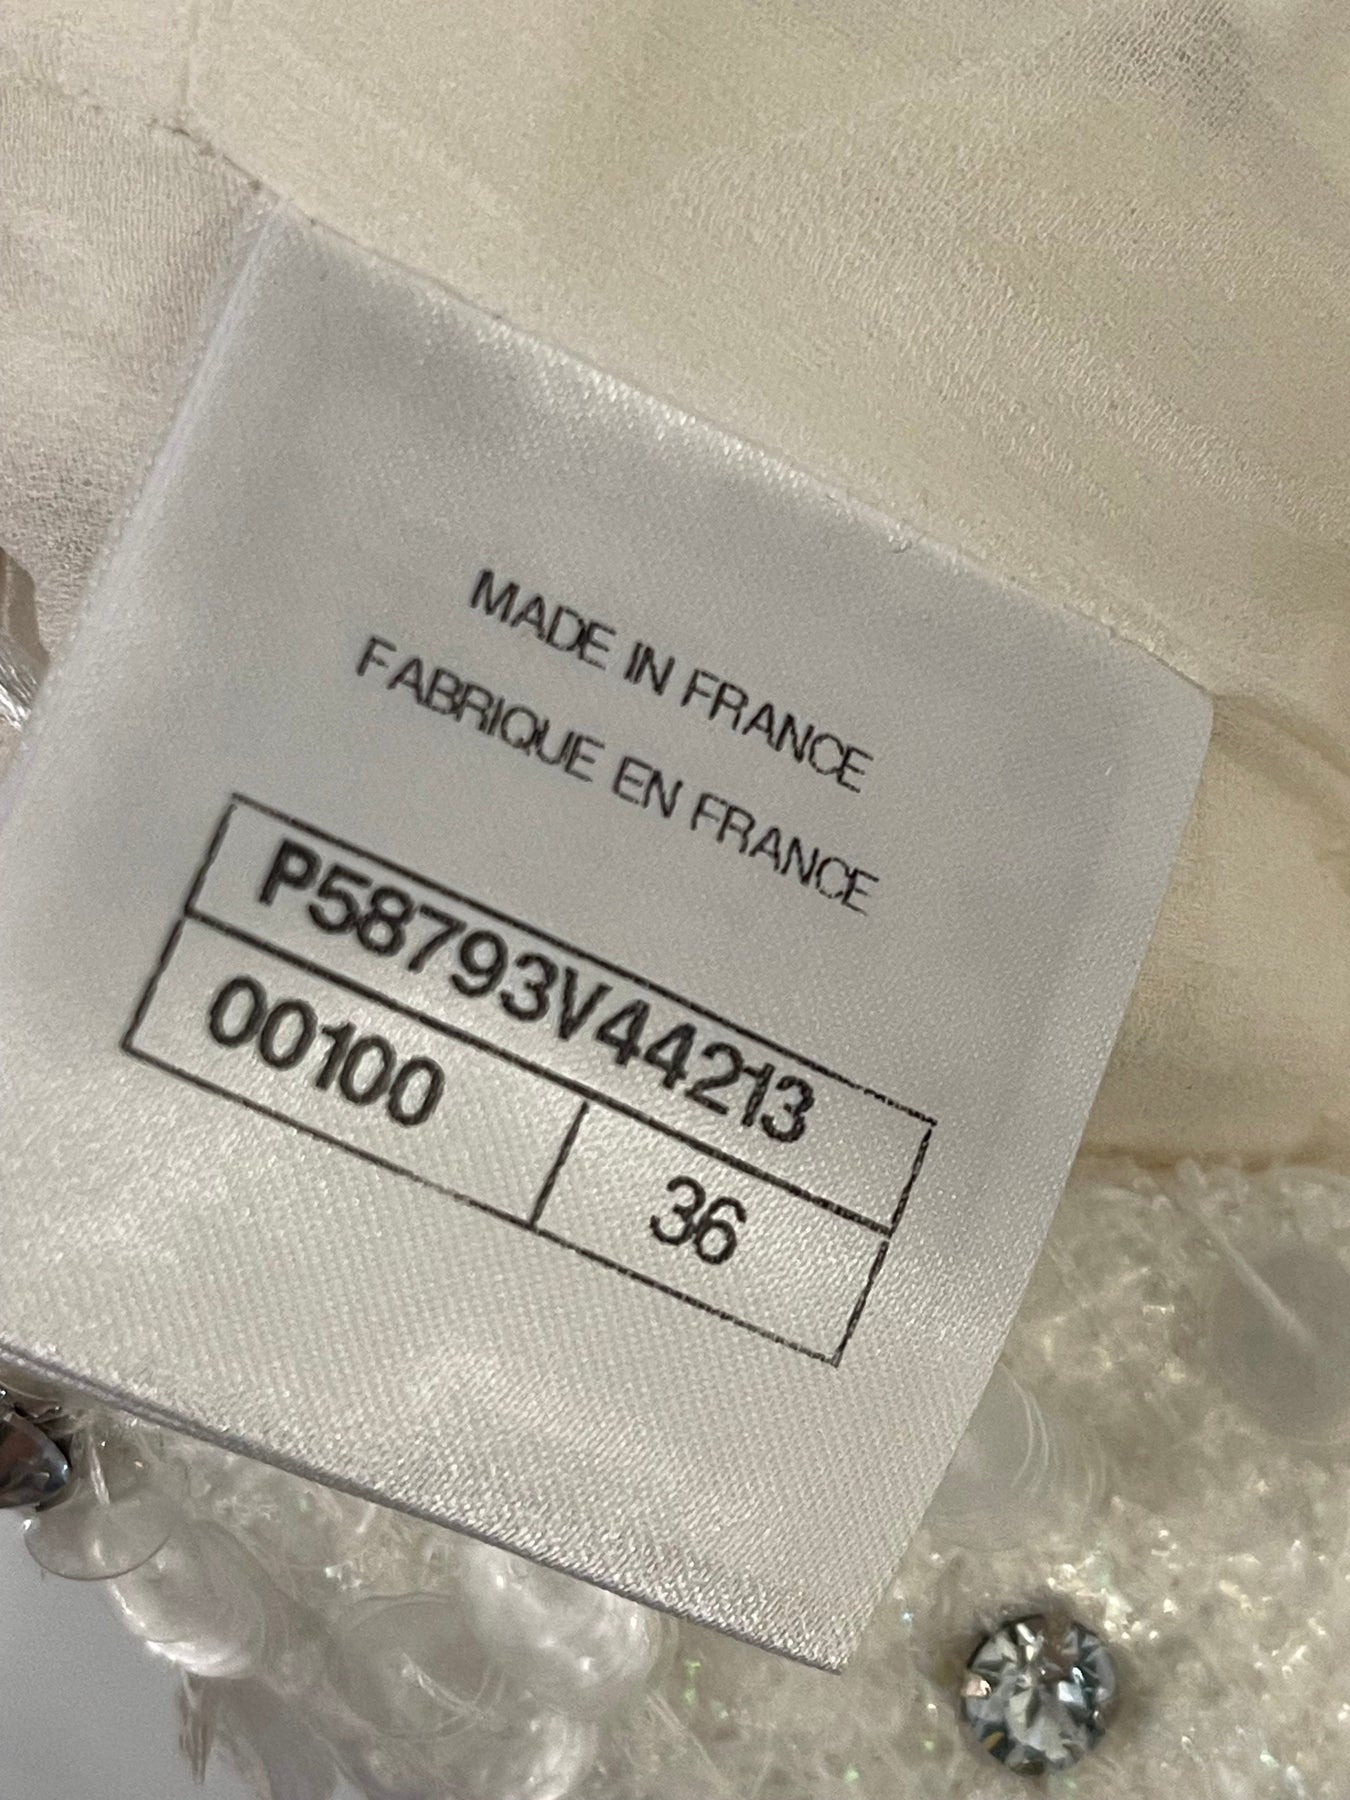 MADE IN FRANCE
FABRIQUE EN FRANCE
P58793V44213
00100 36